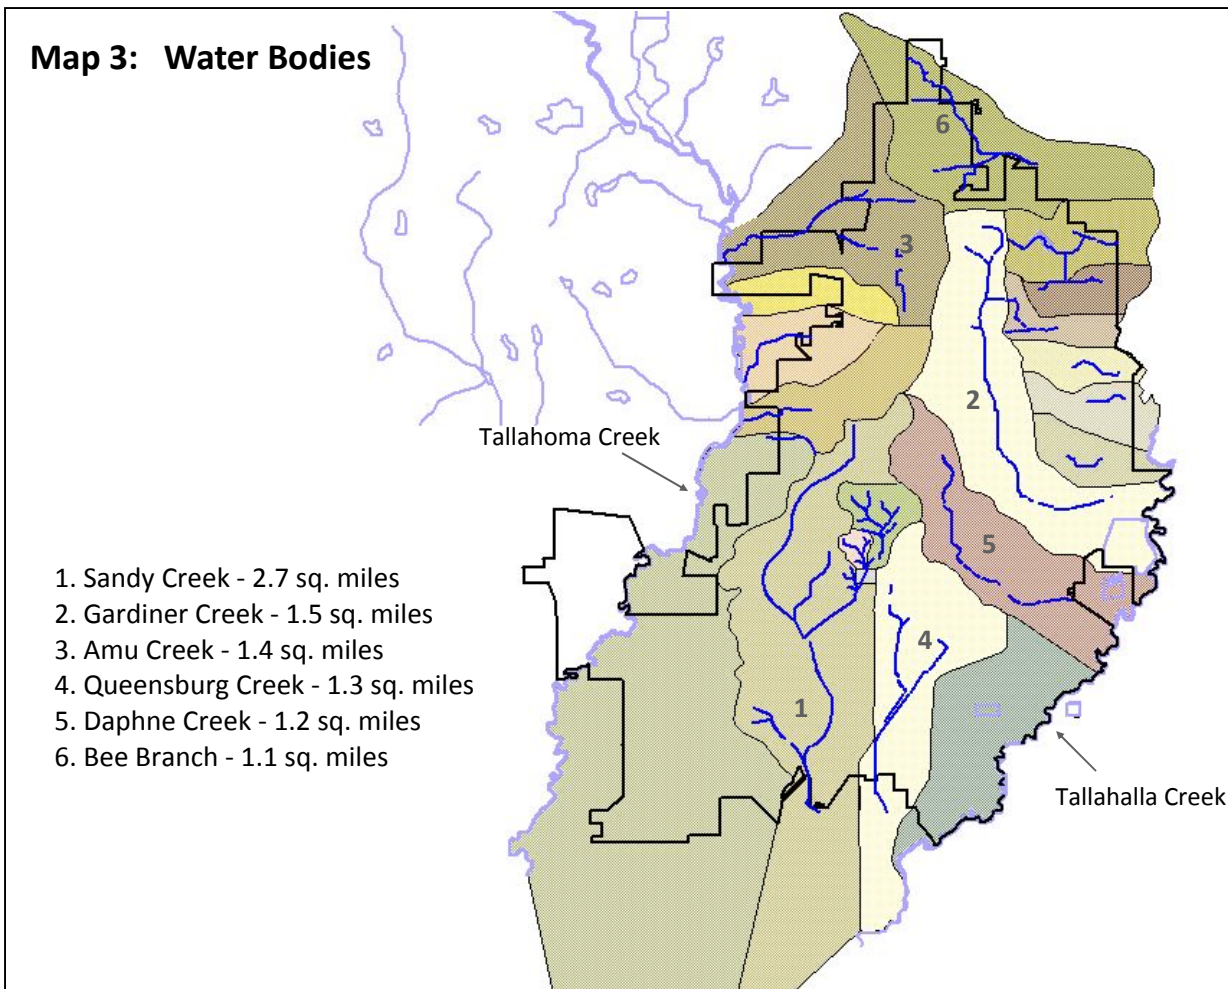 Map 3:   Water Bodies
6
3
2
Tallahoma Creek
5
1. Sandy Creek - 2.7 sq. miles
2. Gardiner Creek - 1.5 sq. miles
3. Amu Creek - 1.4 sq. miles
4. Queensburg Creek - 1.3 sq. miles
5. Daphne Creek - 1.2 sq. miles
6. Bee Branch - 1.1 sq. miles
4
1
Tallahalla Creek